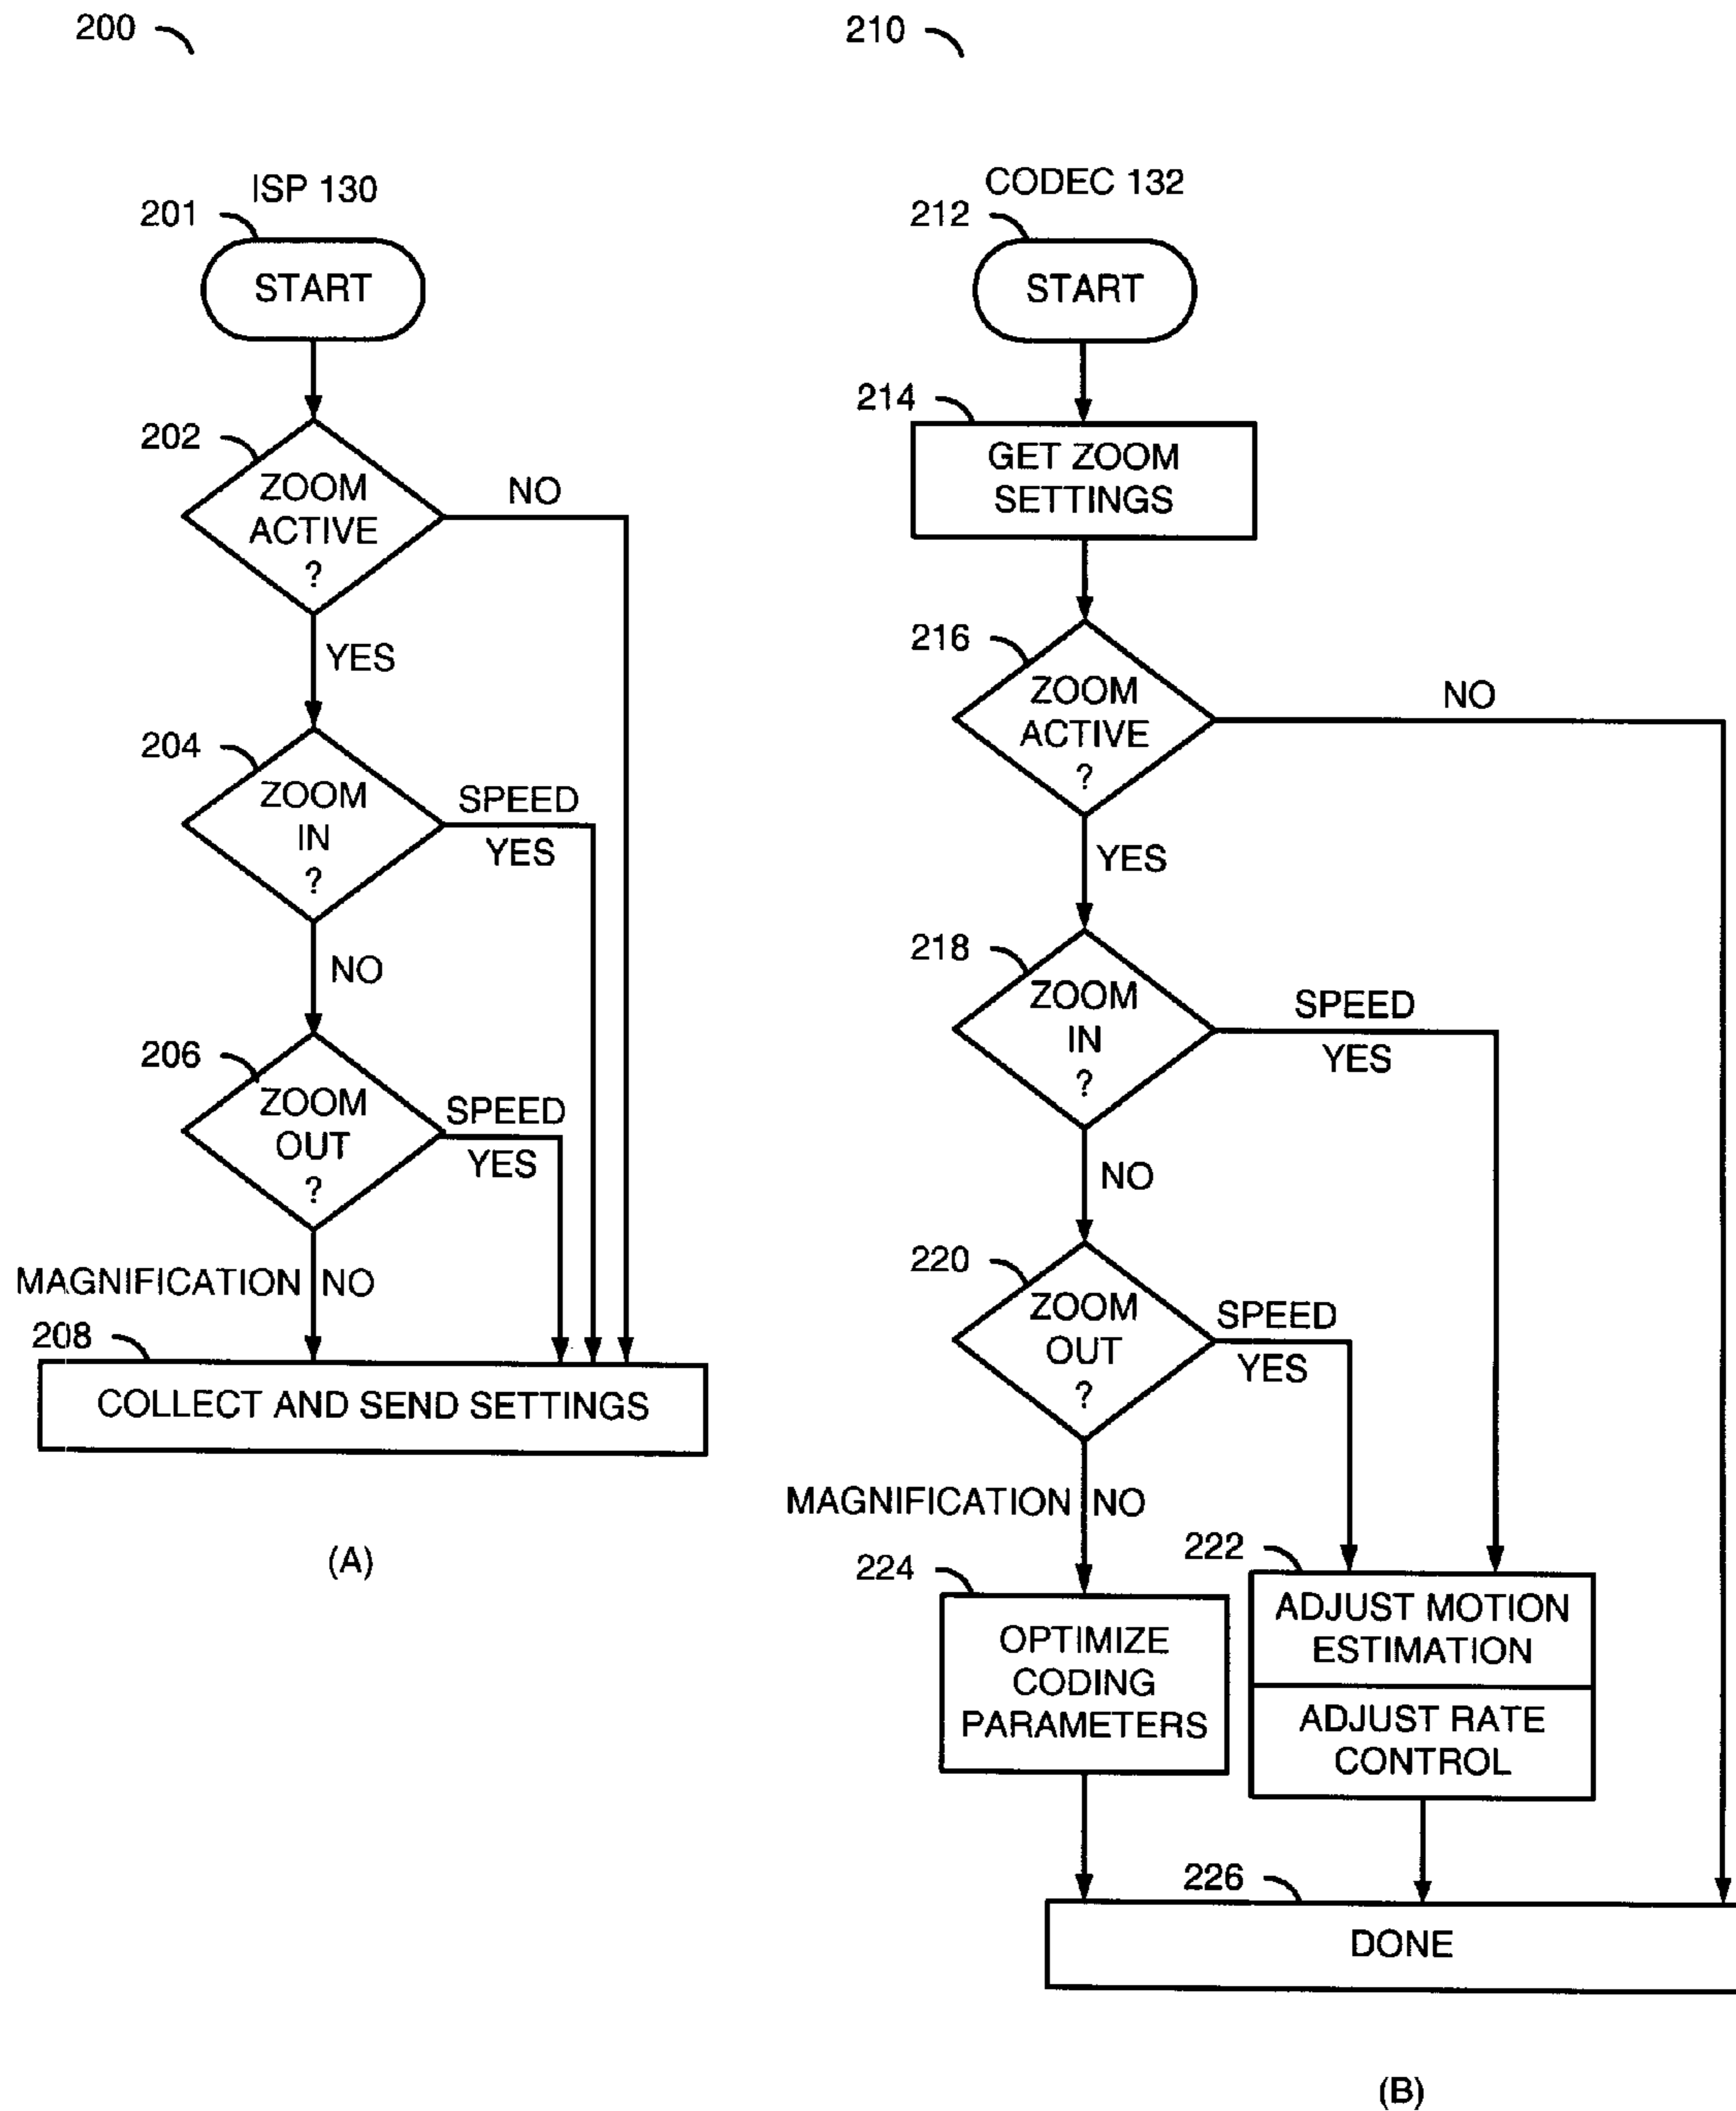 200
210
ISP 130
201
START
202
ZOOM
ACTIVE
?
NO
YES
204
ZOOM
IN
?
SPEED
YES
NO
206
ZOOM
OUT
?
SPEED
YES
MAGNIFICATION NO
208
COLLECT AND SEND SETTINGS
(A)
CODEC 132
212
START
214
GET ZOOM
SETTINGS
216
ZOOM
ACTIVE
?
NO
YES
218
ZOOM
IN
?
SPEED
YES
NO
220
ZOOM
OUT
?
SPEED
YES
MAGNIFICATION NO
224
OPTIMIZE
CODING
PARAMETERS
222
ADJUST MOTION
ESTIMATION
ADJUST RATE
CONTROL
226
DONE
(B)